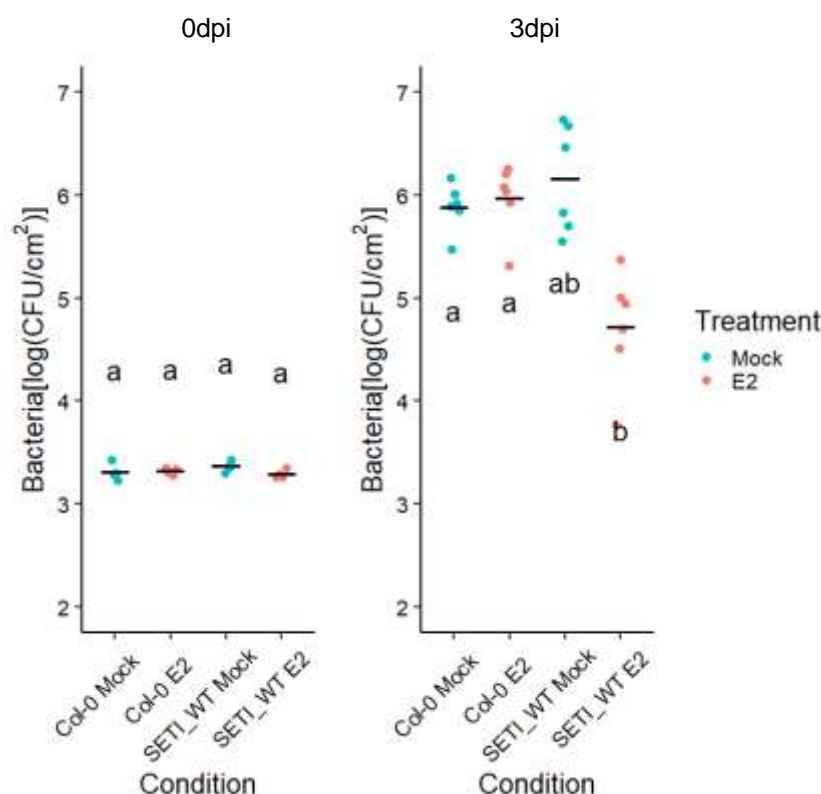 0dpi
3dpi
Bacteria[log(CFU/cm²)]
7
6
5
4
3
2
a
a
a
a
Col-0 Mock
Col-0 E2
SETI_WT Mock
SETI_WT E2
Condition
Bacteria[log(CFU/cm²)]
7
6
5
4
3
2
a
a
ab
b
Col-0 Mock
Col-0 E2
SETI_WT Mock
SETI_WT E2
Condition
Treatment
Mock
E2